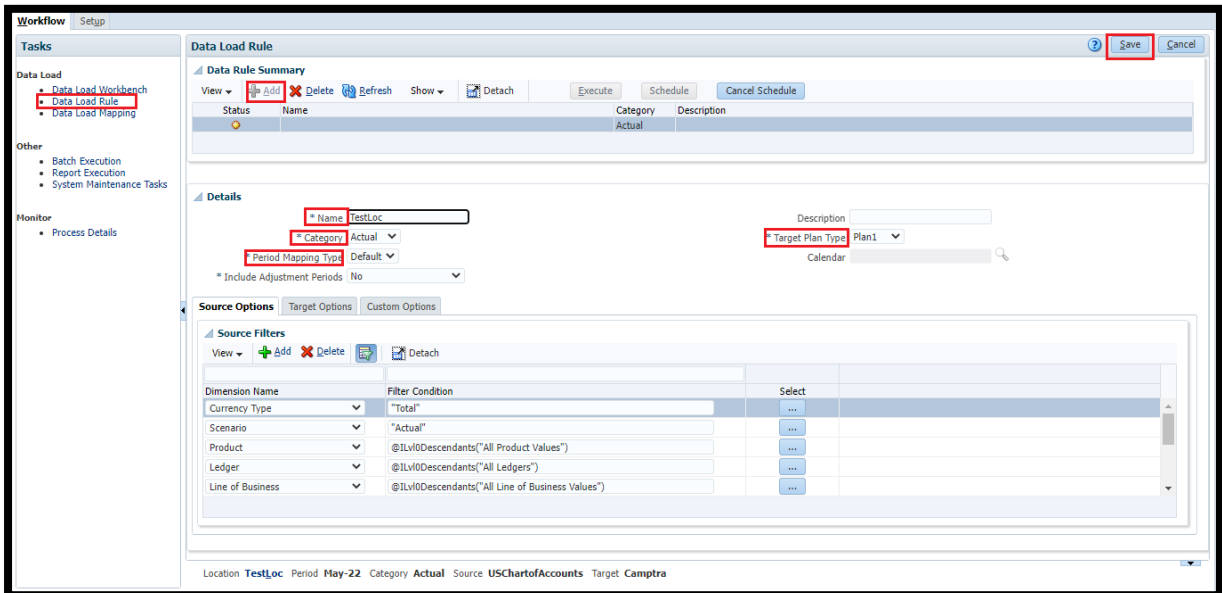 Workflow Setup
Tasks
Data Load
Data Load Workbench
Data Load Rule
Data Load Mapping
Other
Batch Execution
Report Execution
System Maintenance Tasks
Monitor
Process Details
Data Load Rule
Save Cancel
Data Rule Summary
View Add Delete Refresh Show Detach Execute Schedule Cancel Schedule
Status Name Category Description
Actual
Details
* Name TestLoc Description
* Category Actual * Target Plan Type Plan1
* Period Mapping Type Default Calendar
* Include Adjustment Periods No
Source Options Target Options Custom Options
Source Filters
View Add Delete Detach
Dimension Name Filter Condition Select
Currency Type "Total" ...
Scenario "Actual" ...
Product @ILvl0Descendants("All Product Values") ...
Ledger @ILvl0Descendants("All Ledgers") ...
Line of Business @ILvl0Descendants("All Line of Business Values") ...
Location TestLoc Period May-22 Category Actual Source USChartofAccounts Target Camptra